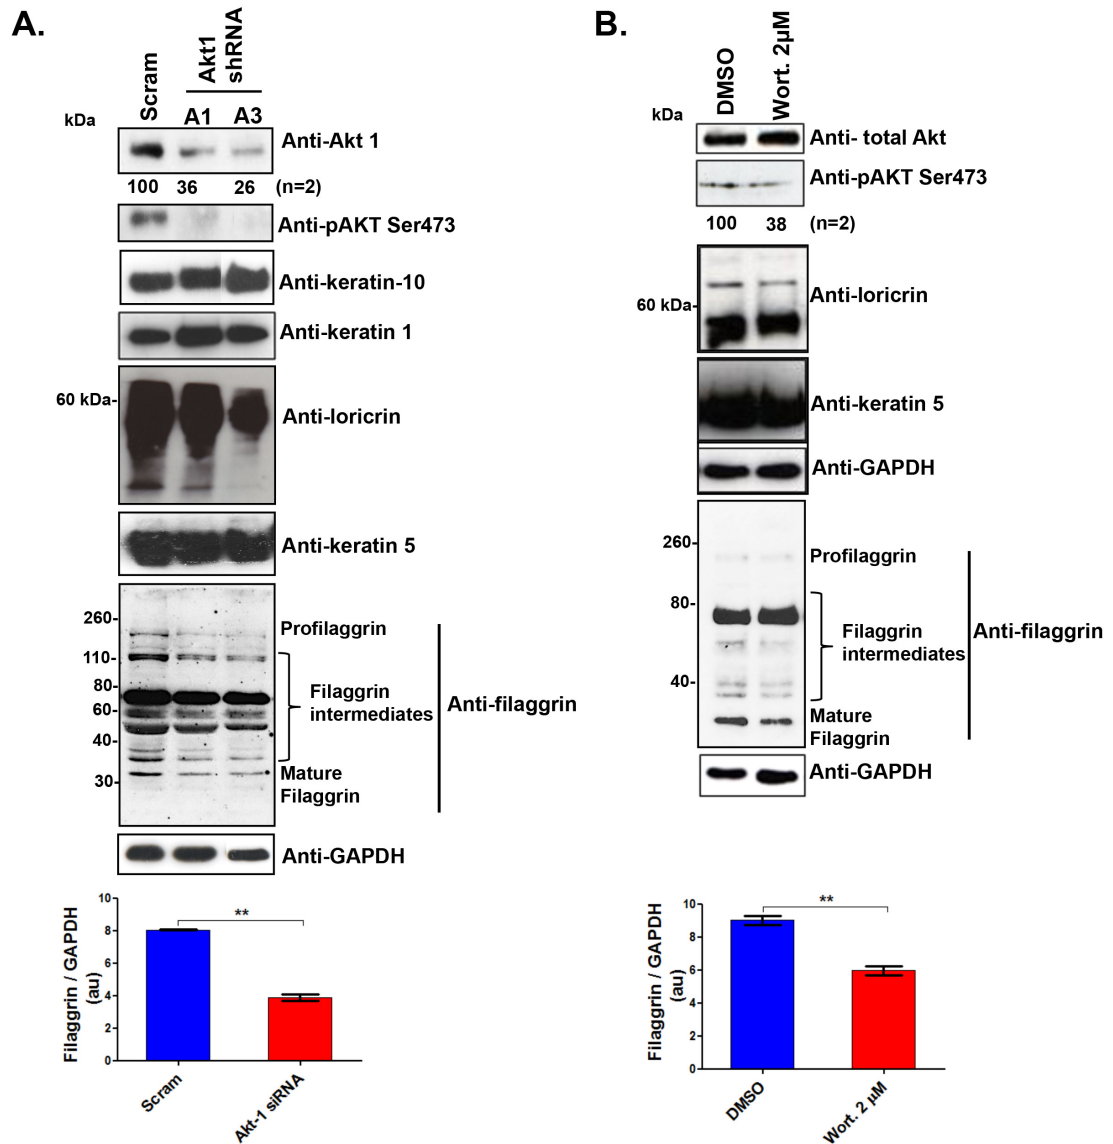 A.
Scram
Akt1
shRNA
A1 A3
kDa
Anti-Akt 1
100 36 26 (n=2)
Anti-pAKT Ser473
Anti-keratin-10
Anti-keratin 1
60 kDa-
Anti-loricrin
Anti-keratin 5
260-
110-
80-
60-
40-
30-
Profilaggrin
Filaggrin
intermediates
Mature
Filaggrin
Anti-filaggrin
Anti-GAPDH
10
8
6
4
2
0
Filaggrin / GAPDH
(au)
**
Scram
Akt-1 siRNA
B.
DMSO
Wort. 2µM
kDa
Anti- total Akt
Anti-pAKT Ser473
100 38 (n=2)
60 kDa-
Anti-loricrin
Anti-keratin 5
Anti-GAPDH
260-
80-
40-
Profilaggrin
Filaggrin
intermediates
Mature
Filaggrin
Anti-filaggrin
Anti-GAPDH
10
8
6
4
2
0
Filaggrin / GAPDH
(au)
**
DMSO
Wort. 2 µM